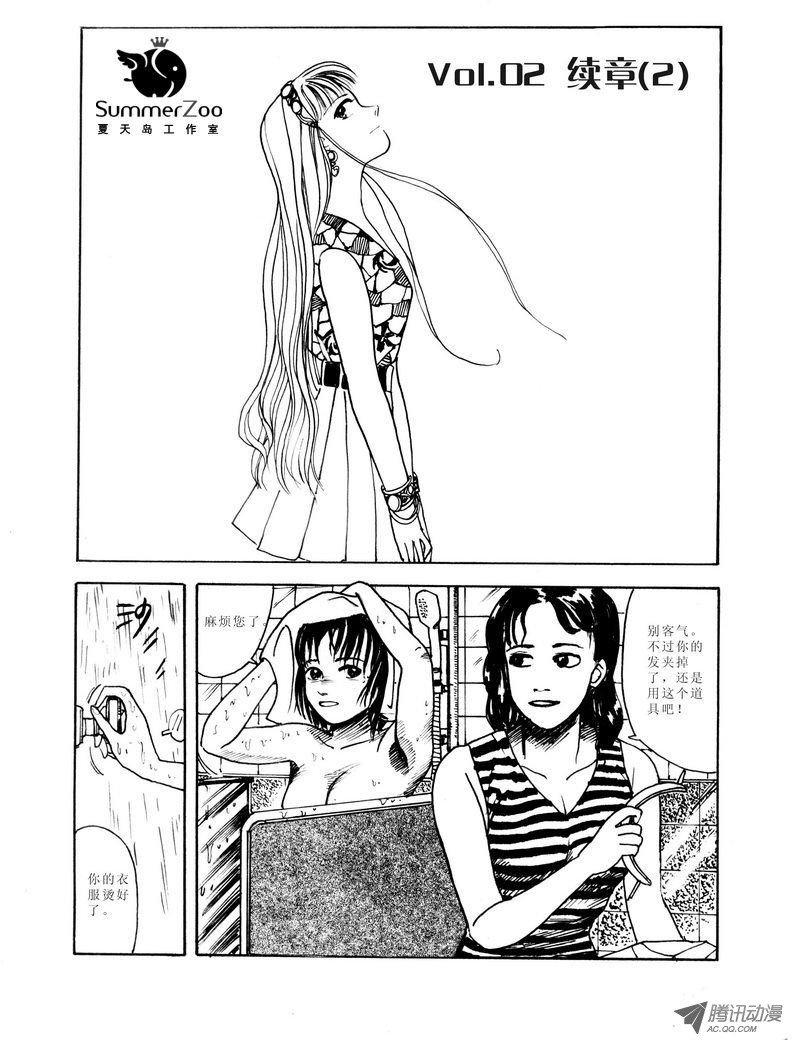 SummerZoo
夏天岛工作室
Vol.02 续章(2)
你的衣
服烫好
了。
麻烦您了。
别客气。
不过你的
发夹掉
了，还是
用这个道
具吧！
腾讯动漫
AC.QQ.COM